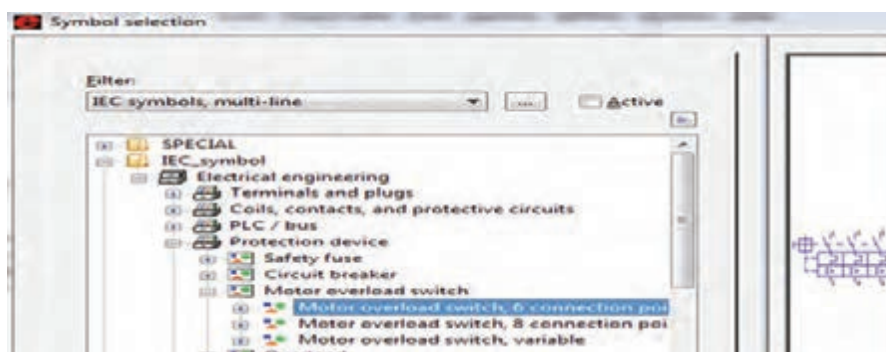 Symbol selection
Filter:
IEC symbols, multi-line
...
Active
SPECIAL
IEC_symbol
Electrical engineering
Terminals and plugs
Coils, contacts, and protective circuits
PLC / bus
Protection device
Safety fuse
Circuit breaker
Motor overload switch
Motor overload switch, 6 connection poi
Motor overload switch, 8 connection poi
Motor overload switch, variable